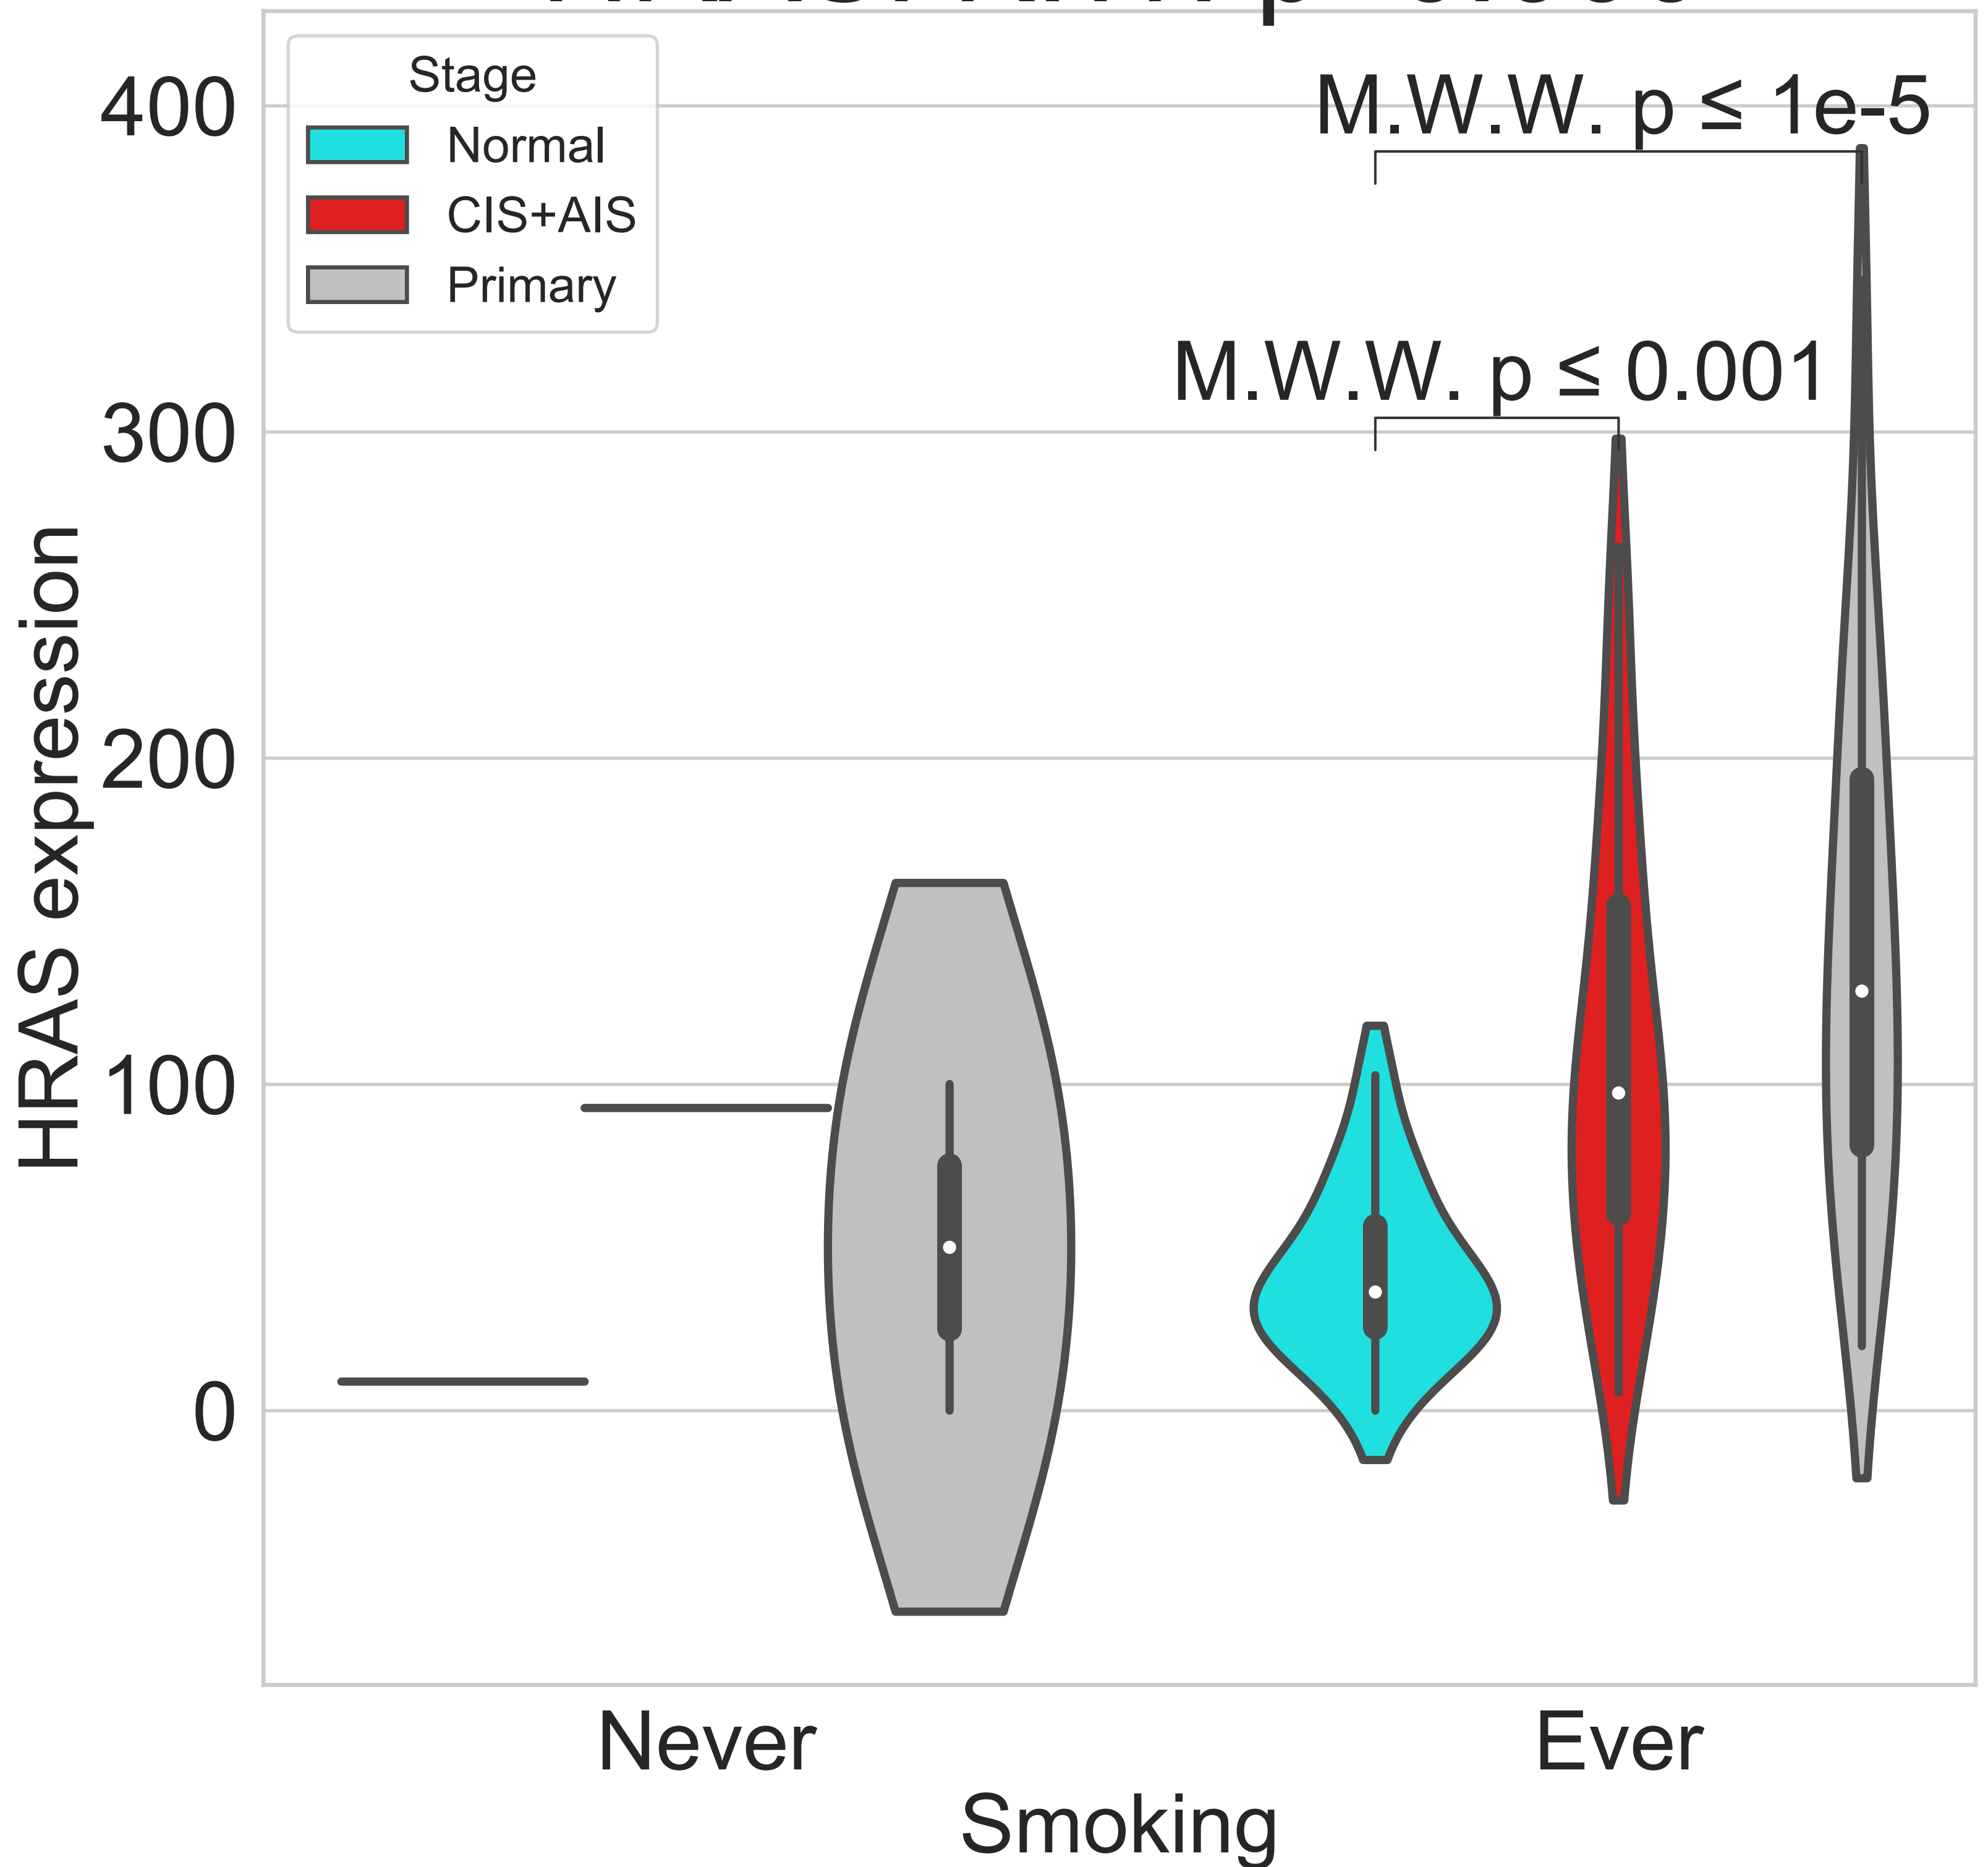 Stage
Normal
CIS+AIS
Primary
M.W.W. p ≤ 1e-5
M.W.W. p ≤ 0.001
400
300
200
100
0
HRAS expression
Never
Ever
Smoking